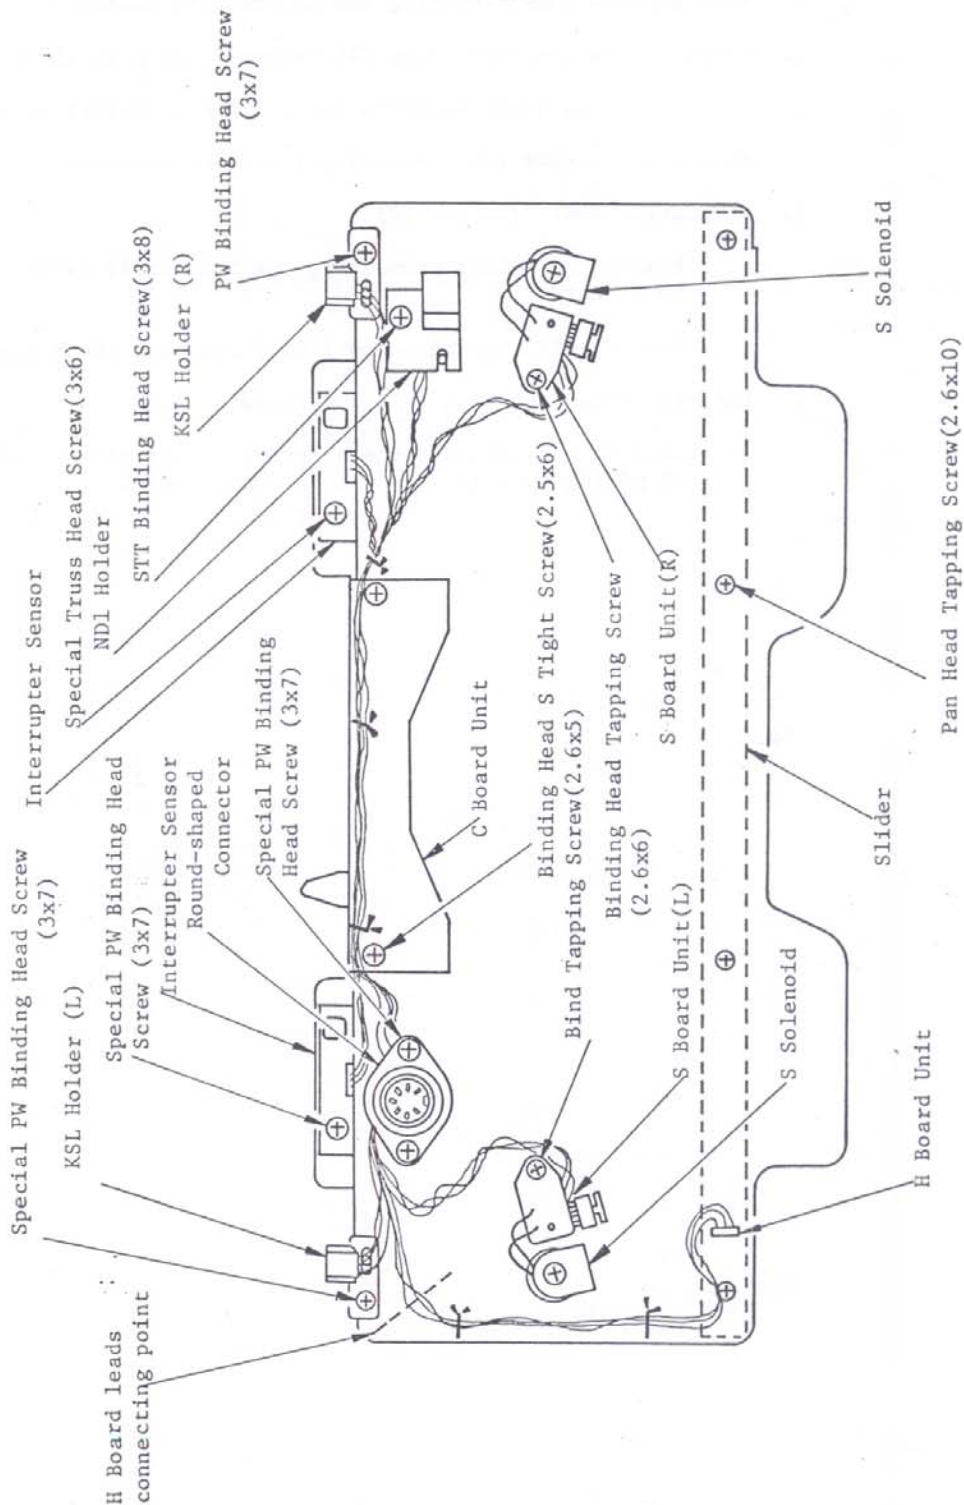 H Board leads
connecting point
Special PW Binding Head Screw
(3x7)
KSL Holder (L)
Special PW Binding Head
Screw (3x7)
Interrupter Sensor
Round-shaped
Connector
Special PW Binding
Head Screw (3x7)
Interrupter Sensor
Special Truss Head Screw(3x6)
ND1 Holder
STT Binding Head Screw(3x8)
KSL Holder (R)
PW Binding Head Screw
(3x7)
C Board Unit
Binding Head S Tight Screw(2.5x6)
Bind Tapping Screw(2.6x5)
Binding Head Tapping Screw
(2.6x6)
S Board Unit(R)
S Board Unit(L)
S Solenoid
S Solenoid
H Board Unit
Slider
Pan Head Tapping Screw(2.6x10)